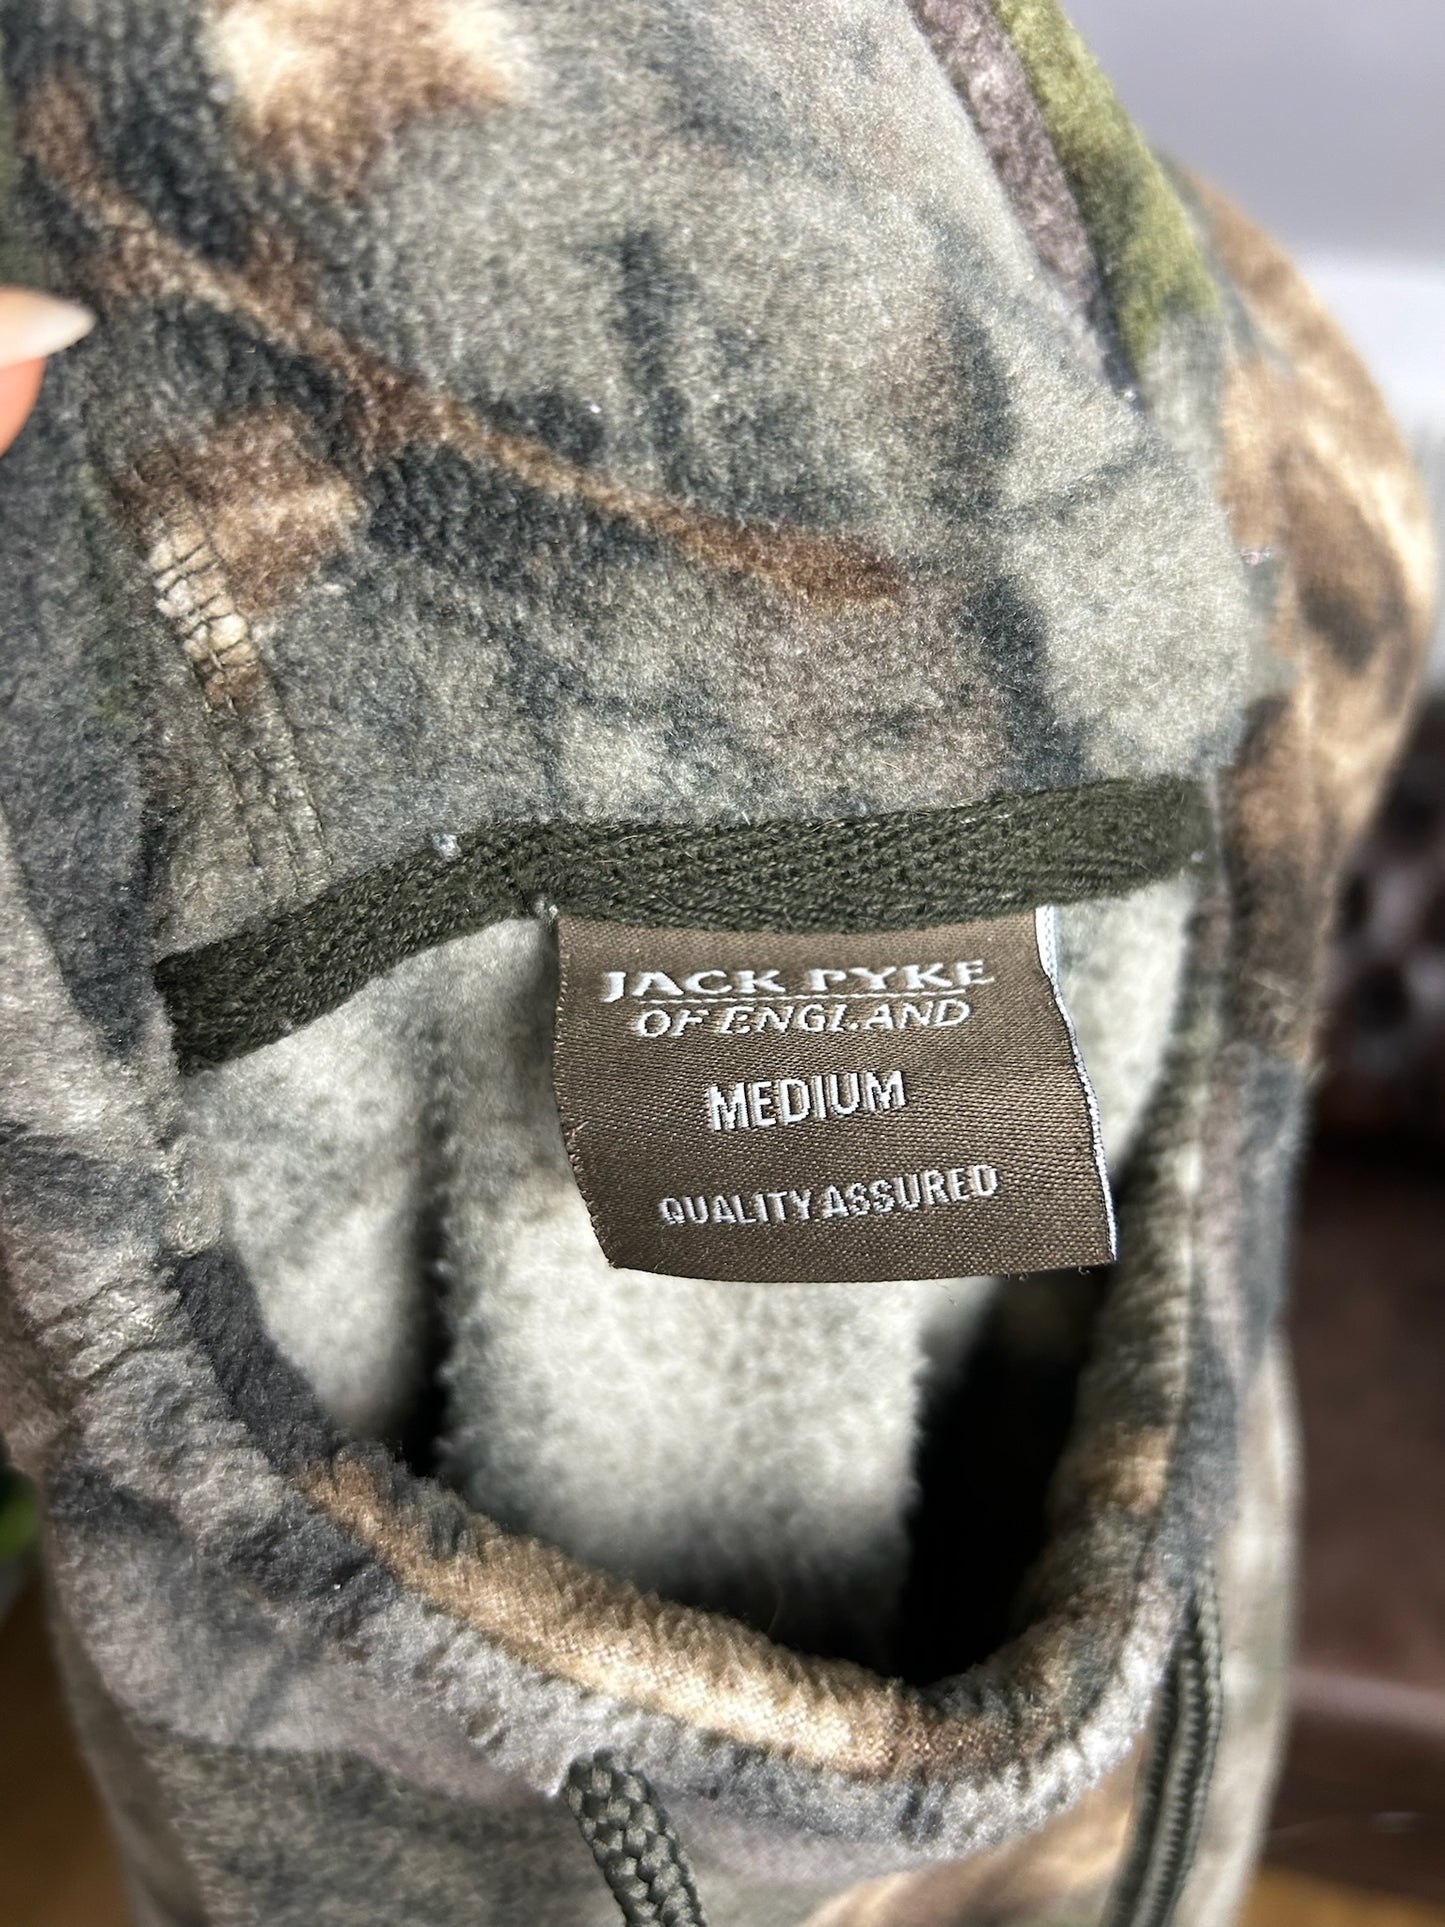 JACK PYKE
OF ENGLAND
MEDIUM
QUALITY ASSURED